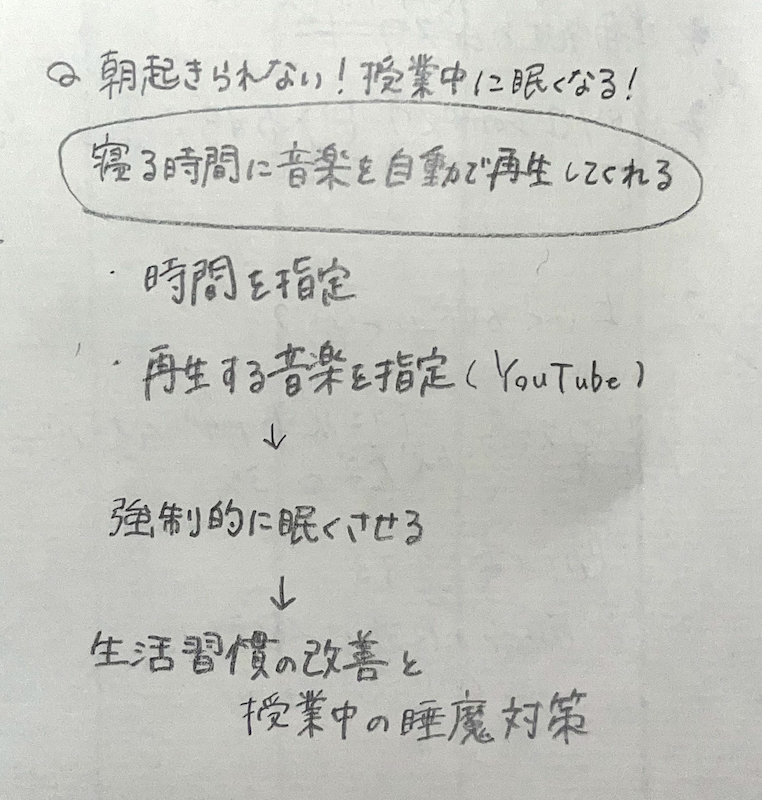 Q 朝起きられない!授業中に眠くなる!
寝る時間に音楽を自動で再生してくれる
・時間を指定
・再生する音楽を指定(YouTube)
↓
強制的に眠くさせる
↓
生活習慣の改善と
授業中の睡魔対策